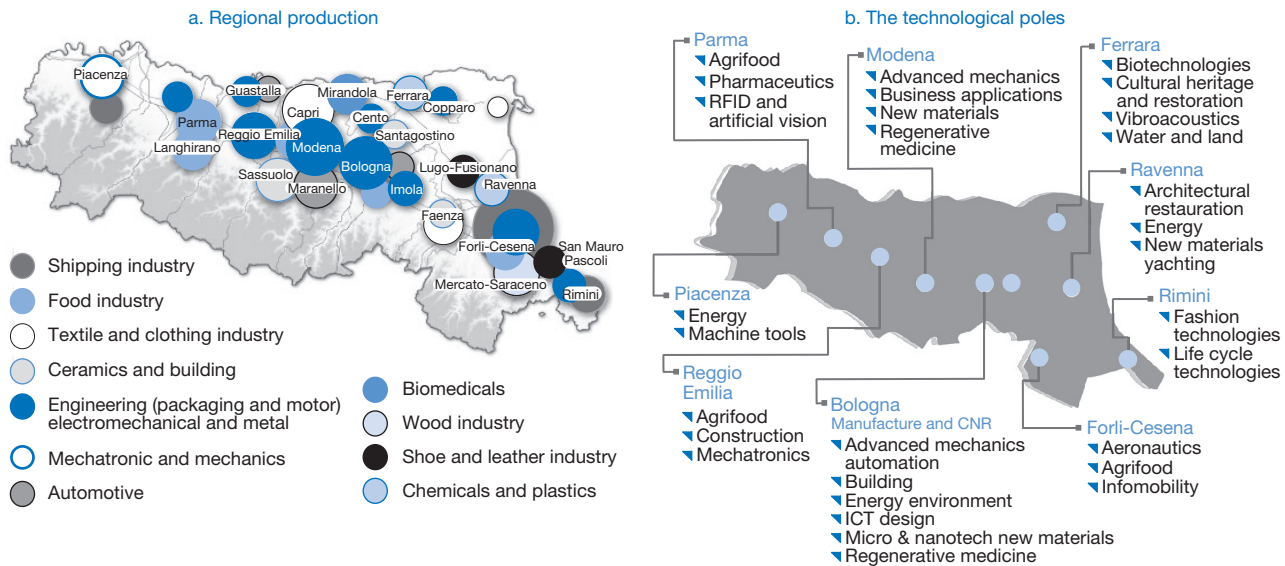 a. Regional production
Piacenza
Guastalla
Mirandola
Ferrara
Copparo
Capri
Cento
Parma
Reggio Emilia
Santagostino
Langhirano
Modena
Bologna
Lugo-Fusionano
Sassuolo
Maranello
Imola
Ravenna
Faenza
Forli-Cesena
San Mauro
Pascoli
Mercato-Saraceno
Rimini
Shipping industry
Food industry
Textile and clothing industry
Ceramics and building
Engineering (packaging and motor)
electromechanical and metal
Mechatronic and mechanics
Automotive
Biomedicals
Wood industry
Shoe and leather industry
Chemicals and plastics
b. The technological poles
Parma
Agrifood
Pharmaceutics
RFID and
artificial vision
Modena
Advanced mechanics
Business applications
New materials
Regenerative
medicine
Ferrara
Biotechnologies
Cultural heritage
and restoration
Vibroacoustics
Water and land
Ravenna
Architectural
restauration
Energy
New materials
yachting
Piacenza
Energy
Machine tools
Rimini
Fashion
technologies
Life cycle
technologies
Reggio
Emilia
Agrifood
Construction
Mechatronics
Bologna
Manufacture and CNR
Advanced mechanics
automation
Building
Energy environment
ICT design
Micro & nanotech new materials
Regenerative medicine
Forli-Cesena
Aeronautics
Agrifood
Infomobility